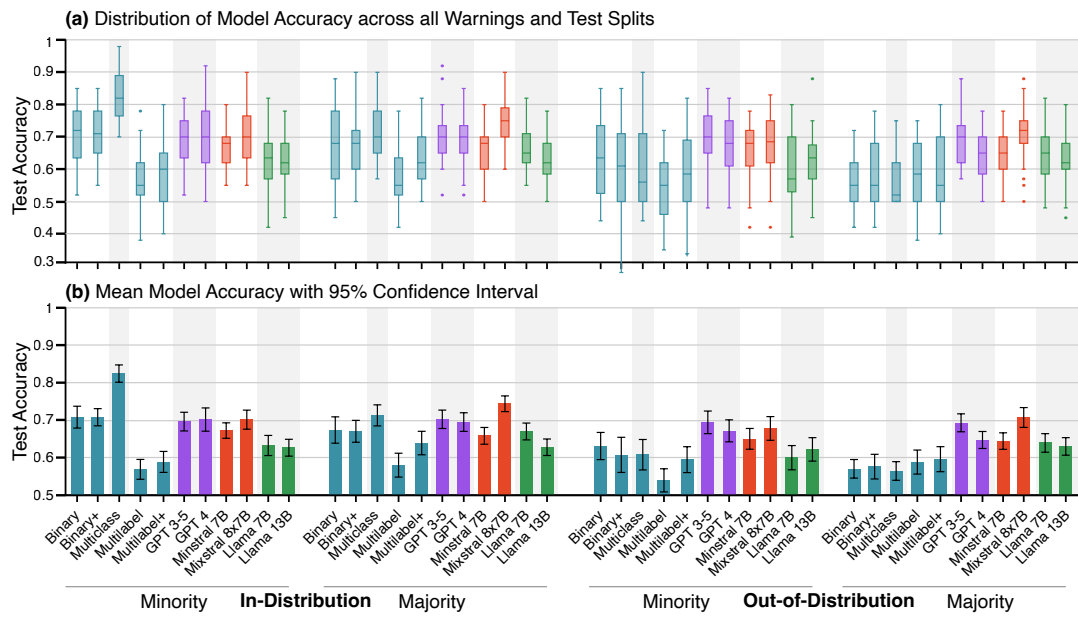 (a) Distribution of Model Accuracy across all Warnings and Test Splits
Test Accuracy
1
0.9
0.8
0.7
0.6
0.5
0.4
0.3
(b) Mean Model Accuracy with 95% Confidence Interval
Test Accuracy
1
0.9
0.8
0.7
0.6
0.5
Binary
Binary+
Multiclass
Multilabel
Multilabel+
GPT 3-5
GPT 4
Minstral 7B
Mixstral 8x7B
Llama 7B
Llama 13B
Binary
Binary+
Multiclass
Multilabel
Multilabel+
GPT 3-5
GPT 4
Minstral 7B
Mixstral 8x7B
Llama 7B
Llama 13B
Binary
Binary+
Multiclass
Multilabel
Multilabel+
GPT 3-5
GPT 4
Minstral 7B
Mixstral 8x7B
Llama 7B
Llama 13B
Binary
Binary+
Multiclass
Multilabel
Multilabel+
GPT 3-5
GPT 4
Minstral 7B
Mixstral 8x7B
Llama 7B
Llama 13B
Minority In-Distribution Majority Minority Out-of-Distribution Majority